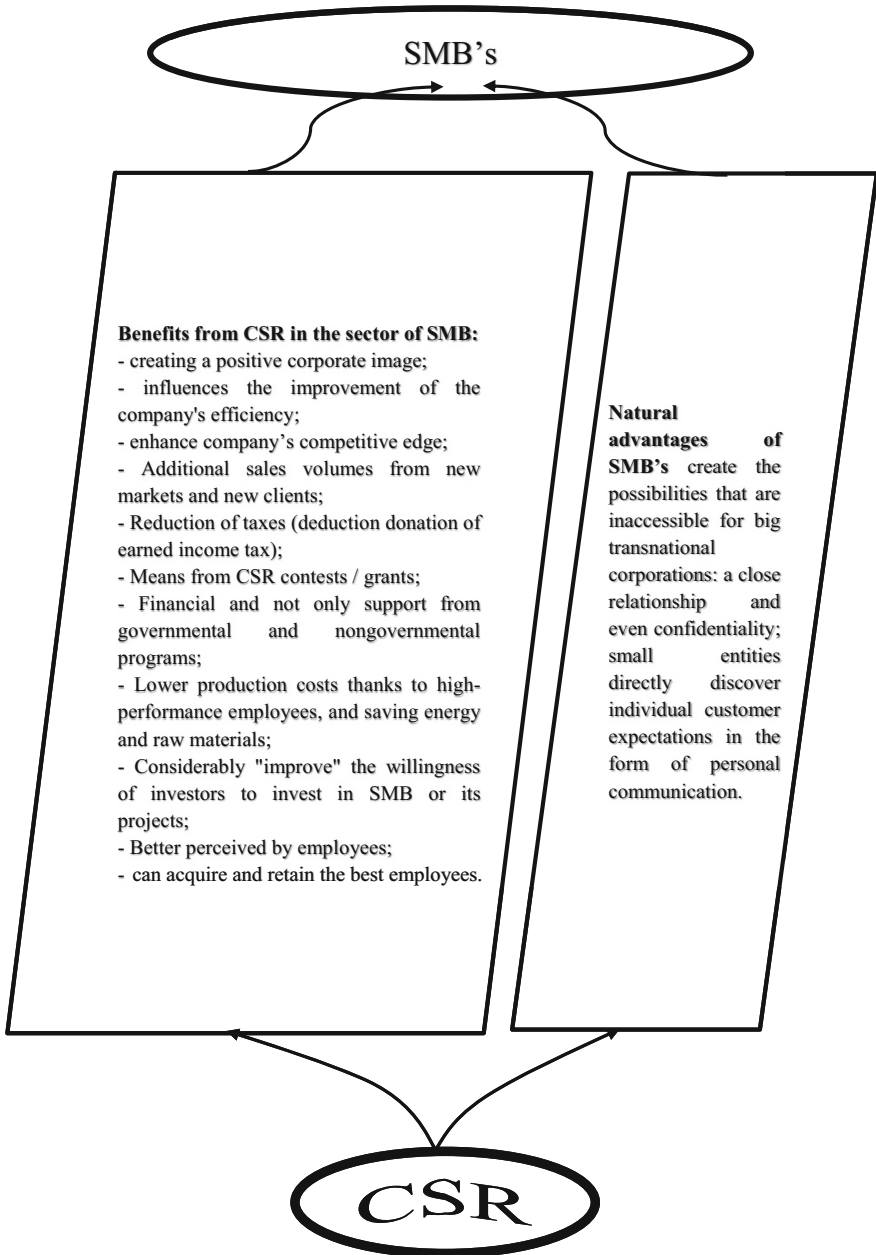 SMB’s
Benefits from CSR in the sector of SMB:
- creating a positive corporate image;
- influences the improvement of the
company's efficiency;
- enhance company’s competitive edge;
- Additional sales volumes from new
markets and new clients;
- Reduction of taxes (deduction donation of
earned income tax);
- Means from CSR contests / grants;
- Financial and not only support from
governmental and nongovernmental
programs;
- Lower production costs thanks to high-
performance employees, and saving energy
and raw materials;
- Considerably "improve" the willingness
of investors to invest in SMB or its
projects;
- Better perceived by employees;
- can acquire and retain the best employees.
Natural
advantages of
SMB’s create the
possibilities that are
inaccessible for big
transnational
corporations: a close
relationship and
even confidentiality;
small entities
directly discover
individual customer
expectations in the
form of personal
communication.
CSR